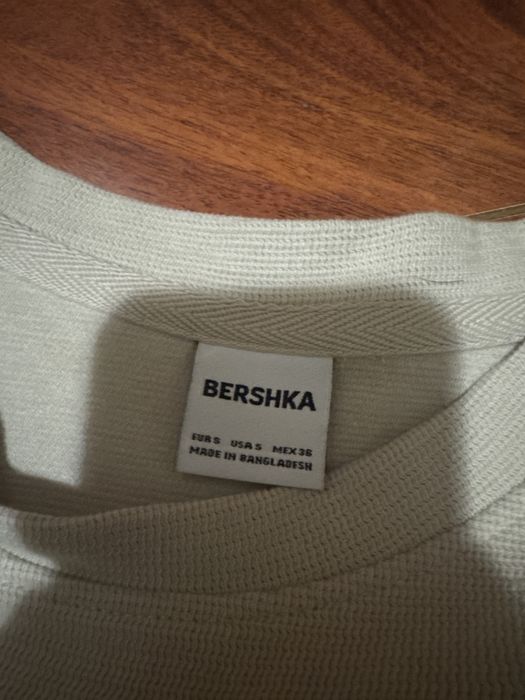 BERSHKA
EUR S USA S MEX 36
MADE IN BANGLADESH